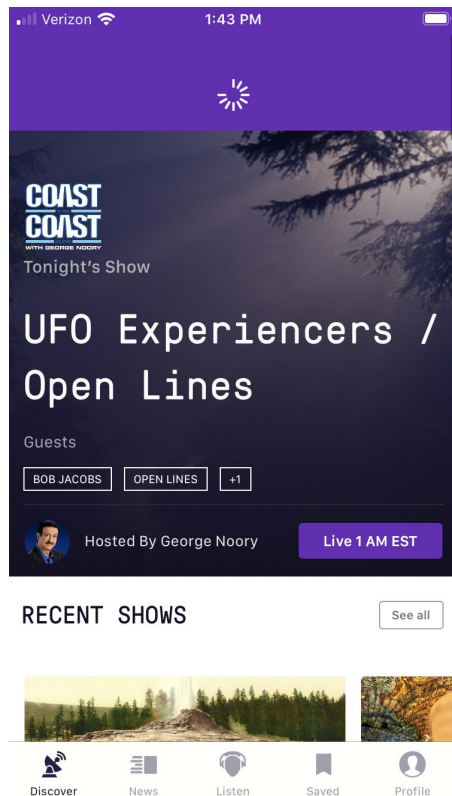 Verizon
1:43 PM
COAST
COAST
WITH GEORGE NOORY
Tonight's Show
UFO Experiencers /
Open Lines
Guests
BOB JACOBS
OPEN LINES
+1
Hosted By George Noory
Live 1 AM EST
RECENT SHOWS
See all
Discover
News
Listen
Saved
Profile